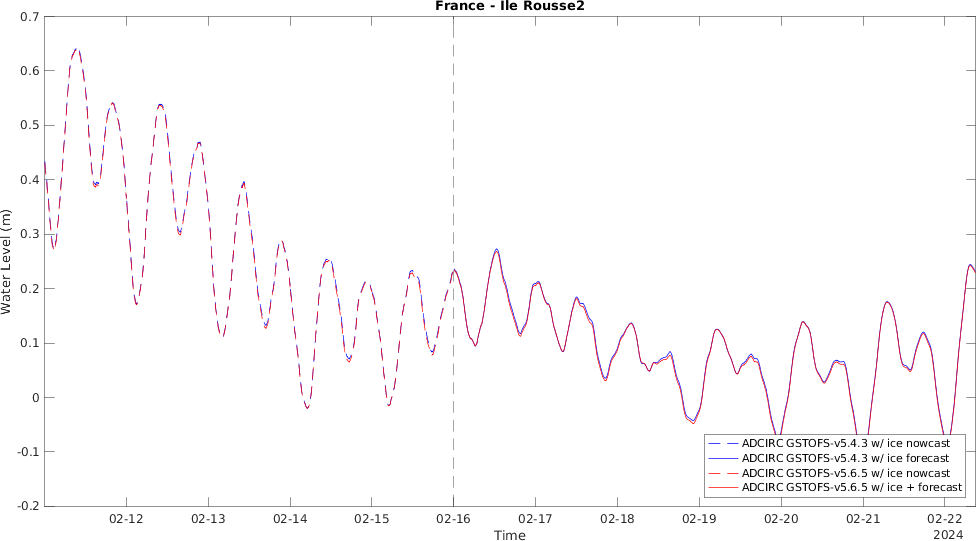 France - Ile Rousse2
0.7
0.6
0.5
0.4
0.3
0.2
0.1
0
-0.1
-0.2
Water Level (m)
ADCIRC GSTOFS-v5.4.3 w/ ice nowcast
ADCIRC GSTOFS-v5.4.3 w/ ice forecast
ADCIRC GSTOFS-v5.6.5 w/ ice nowcast
ADCIRC GSTOFS-v5.6.5 w/ ice + forecast
02-12 02-13 02-14 02-15 02-16 02-17 02-18 02-19 02-20 02-21 02-22
Time 2024